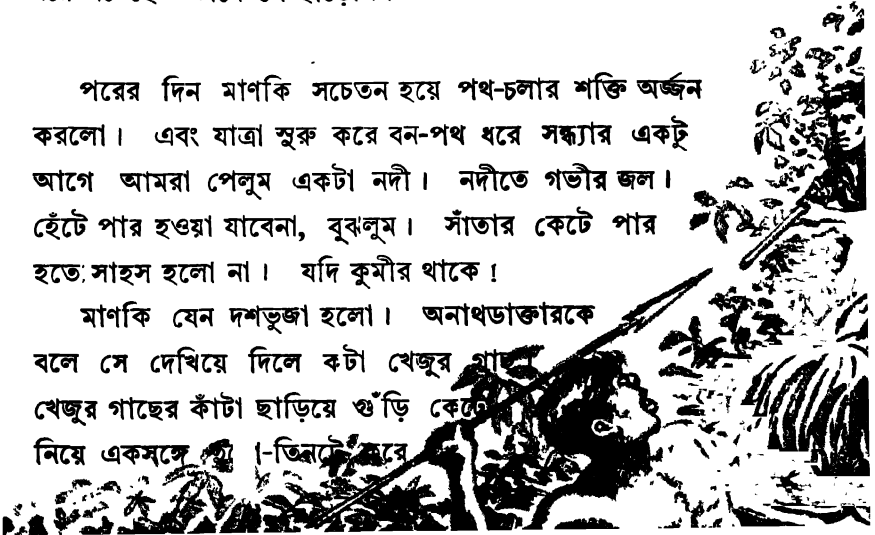 পরের দিন মাণকি সচেতন হয়ে পথ-চলার শক্তি অর্জ্জন
করলো। এবং যাত্রা সুরু করে বন-পথ ধরে সন্ধ্যার একটু
আগে আমরা পেলুম একটা নদী। নদীতে গভীর জল।
হেঁটে পার হওয়া যাবেনা, বুঝলুম। সাঁতার কেটে পার
হতে সাহস হলো না। যদি কুমীর থাকে!
মাণকি যেন দশভুজা হলো। অনাথডাক্তারকে
বলে সে দেখিয়ে দিলে কটা খেজুর
খেজুর গাছের কাঁটা ছাড়িয়ে গুঁড়ি কেটে
নিয়ে একসঙ্গে -তিনটে করে